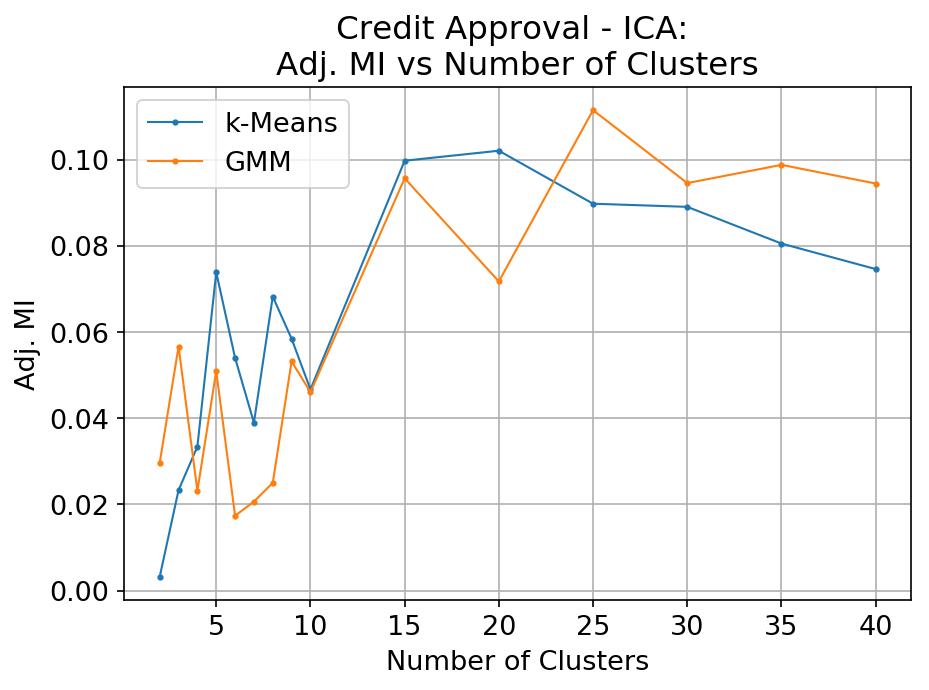 Credit Approval - ICA:
Adj. MI vs Number of Clusters
k-Means
GMM
Adj. MI
0.10
0.08
0.06
0.04
0.02
0.00
5 10 15 20 25 30 35 40
Number of Clusters